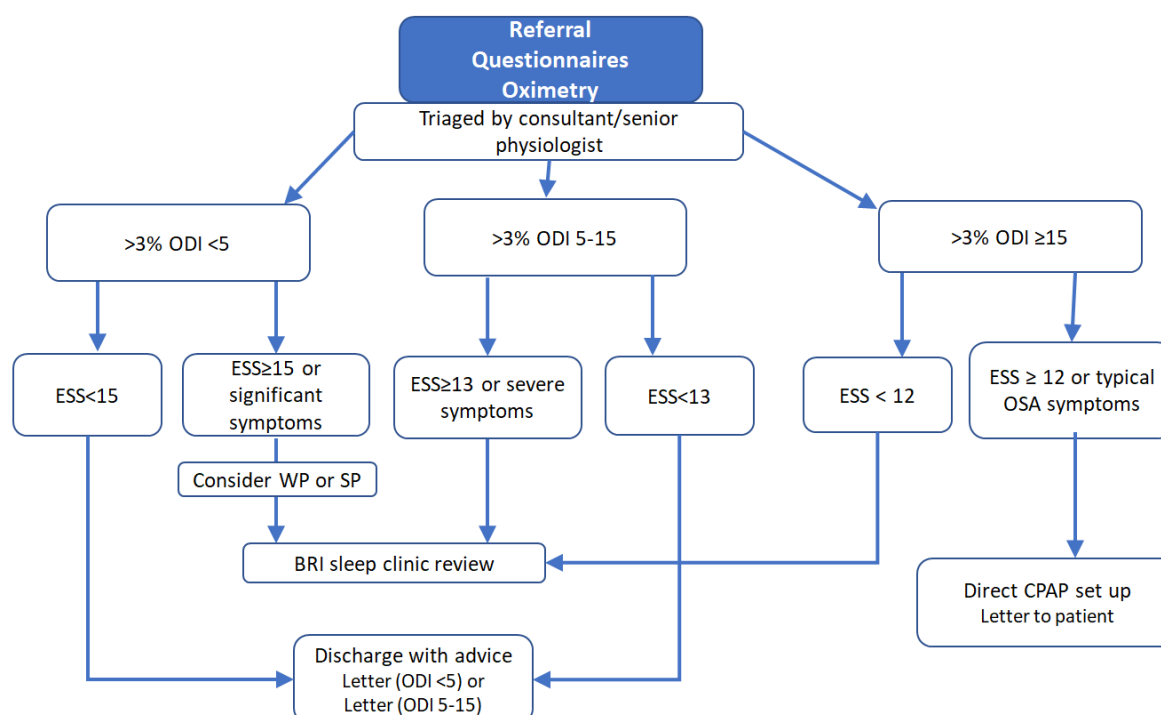 Referral
Questionnaires
Oximetry
Triaged by consultant/senior
physiologist
>3% ODI <5
>3% ODI 5-15
>3% ODI ≥15
ESS<15
ESS≥15 or
significant
symptoms
ESS≥13 or severe
symptoms
ESS<13
ESS < 12
ESS ≥ 12 or typical
OSA symptoms
Consider WP or SP
BRI sleep clinic review
Direct CPAP set up
Letter to patient
Discharge with advice
Letter (ODI <5) or
Letter (ODI 5-15)